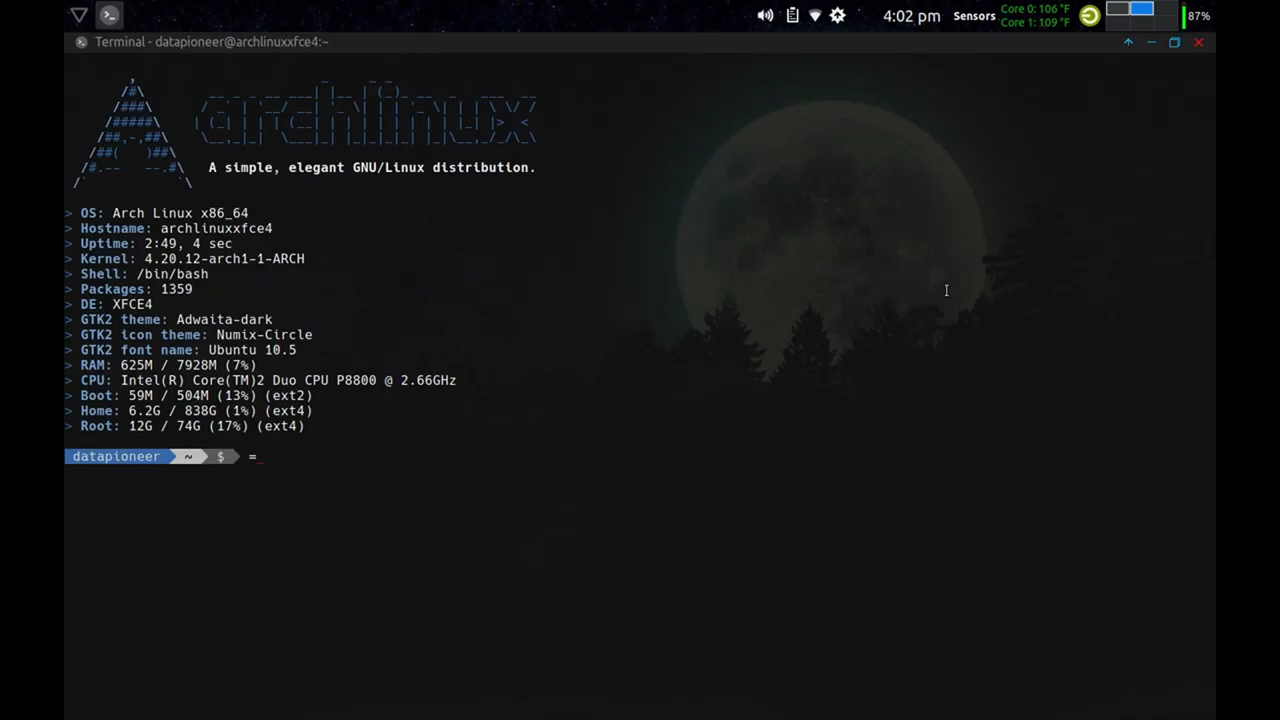 4:02 pm
Sensors
Core 0: 106 °F
Core 1: 109 °F
87%
Terminal - datapioneer@archlinuxxfce4:~
archlinux
A simple, elegant GNU/Linux distribution.
> OS: Arch Linux x86_64
> Hostname: archlinuxxfce4
> Uptime: 2:49, 4 sec
> Kernel: 4.20.12-arch1-1-ARCH
> Shell: /bin/bash
> Packages: 1359
> DE: XFCE4
> GTK2 theme: Adwaita-dark
> GTK2 icon theme: Numix-Circle
> GTK2 font name: Ubuntu 10.5
> RAM: 625M / 7928M (7%)
> CPU: Intel(R) Core(TM)2 Duo CPU P8800 @ 2.66GHz
> Boot: 59M / 504M (13%) (ext2)
> Home: 6.2G / 838G (1%) (ext4)
> Root: 12G / 74G (17%) (ext4)
datapioneer ~ $ =_